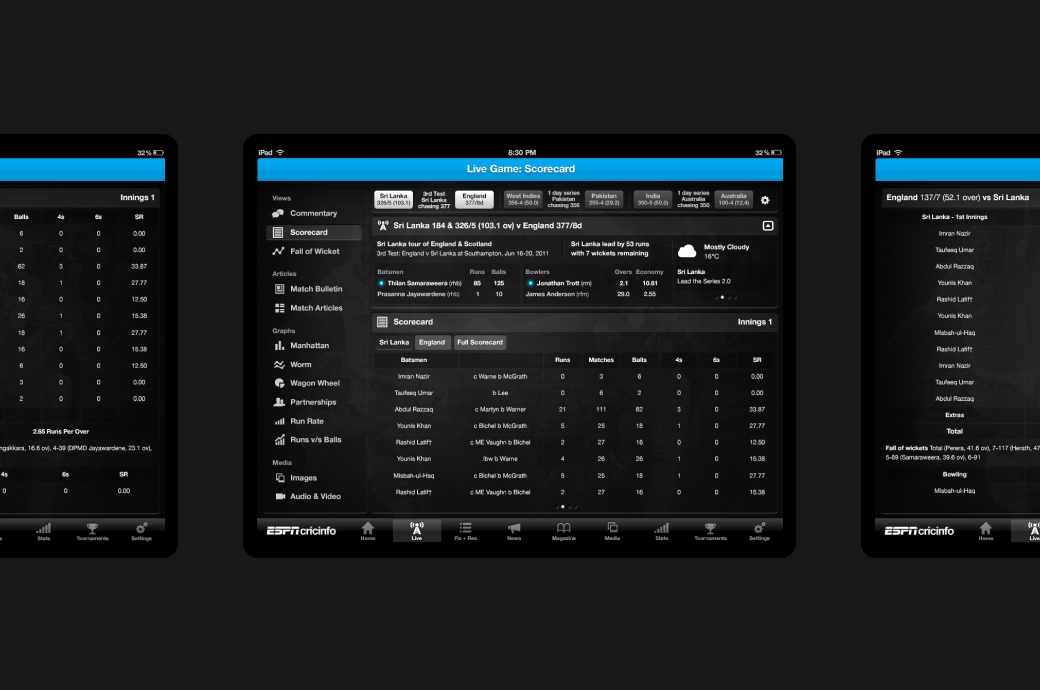 32%
Innings 1
Balls 4s 6s SR
6 0 0 0.00
2 0 0 0.00
62 3 0 33.87
18 1 0 27.77
16 0 0 12.50
26 1 0 15.38
18 1 0 27.77
16 0 0 15.38
6 0 0 12.50
3 0 0 0.00
2 0 0 0.00
2.65 Runs Per Over
ngakkara, 16.6 ov), 4-39 (DPMD Jayawardene, 23.1 ov),
4s 6s SR
0 0 0.00
Stats Tournaments Settings
iPad 8:30 PM 32%
Live Game: Scorecard
Views
Commentary
Scorecard
Fall of Wicket
Articles
Match Bulletin
Match Articles
Graphs
Manhattan
Worm
Wagon Wheel
Partnerships
Run Rate
Runs v/s Balls
Media
Images
Audio & Video
Sri Lanka
326/5 (103.1)
3rd Test
Sri Lanka
chasing 377
England
377/8d
West Indies
356-4 (50.0)
1 day series
Pakistan
chasing 356
Pakistan
255-4 (29.2)
India
350-5 (50.0)
1 day series
Australia
chasing 350
Australia
100-4 (12.4)
Sri Lanka 184 & 326/5 (103.1 ov) v England 377/8d
Sri Lanka tour of England & Scotland
3rd Test: England v Sri Lanka at Southampton, Jun 16-20, 2011
Sri Lanka lead by 53 runs
with 7 wickets remaining
Mostly Cloudy
16°C
Batsmen Runs Balls
Thilan Samaraweera (rhb) 85 125
Prasanna Jayawardene (rhb) 1 10
Bowlers Overs Economy
Jonathan Trott (rm) 2.1 10.61
James Anderson (rfm) 29.0 2.55
Sri Lanka
Lead the Series 2.0
Scorecard Innings 1
Sri Lanka England Full Scorecard
Batsmen Runs Matches Balls 4s 6s SR
Imran Nazir c Warne b McGrath 0 3 6 0 0 0.00
Taufeeq Umar b Lee 0 6 2 0 0 0.00
Abdul Razzaq c Martyn b Warner 21 111 62 3 0 33.87
Younis Khan c Bichel b McGrath 5 25 18 1 0 27.77
Rashid Latif† c ME Vaughn b Bichel 2 27 16 0 0 12.50
Younis Khan lbw b Warne 4 26 26 1 0 15.38
Misbah-ul-Haq c Bichel b McGrath 5 25 18 1 0 27.77
Rashid Latif† c ME Vaughn b Bichel 2 27 16 0 0 15.38
ESPN cricinfo
Home Live Fix + Res News Magazine Media Stats Tournaments Settings
iPad
England 137/7 (52.1 over) vs Sri Lanka
Sri Lanka - 1st Innings
Imran Nazir
Taufeeq Umar
Abdul Razzaq
Younis Khan
Rashid Latif†
Younis Khan
Misbah-ul-Haq
Rashid Latif†
Imran Nazir
Taufeeq Umar
Abdul Razzaq
Extras
Total
Fall of wickets Total (Perera, 41.6 ov), 7-117 (Herath, 47
5-89 (Samaraweera, 39.6 ov), 6-91
Bowling
Misbah-ul-Haq
ESPN cricinfo
Home Live